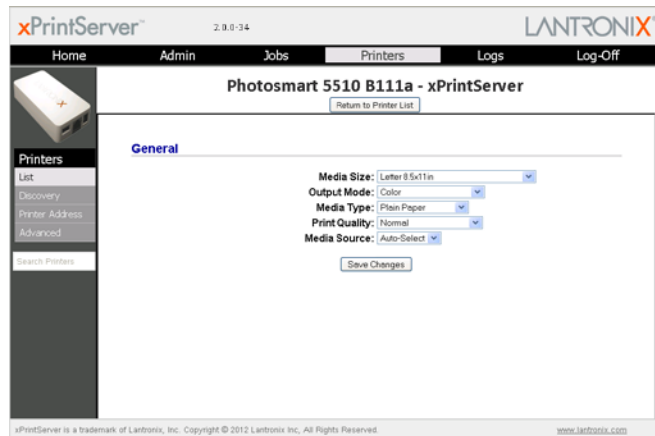 xPrintServer™ 2.0.0-34 LANTRONIX
Home Admin Jobs Printers Logs Log-Off
Photosmart 5510 B111a - xPrintServer
Return to Printer List
Printers
List
Discovery
Printer Address
Advanced
Search Printers
General
Media Size: Letter 8.5x11in
Output Mode: Color
Media Type: Plain Paper
Print Quality: Normal
Media Source: Auto-Select
Save Changes
xPrintServer is a trademark of Lantronix, Inc. Copyright © 2012 Lantronix Inc, All Rights Reserved. www.lantronix.com